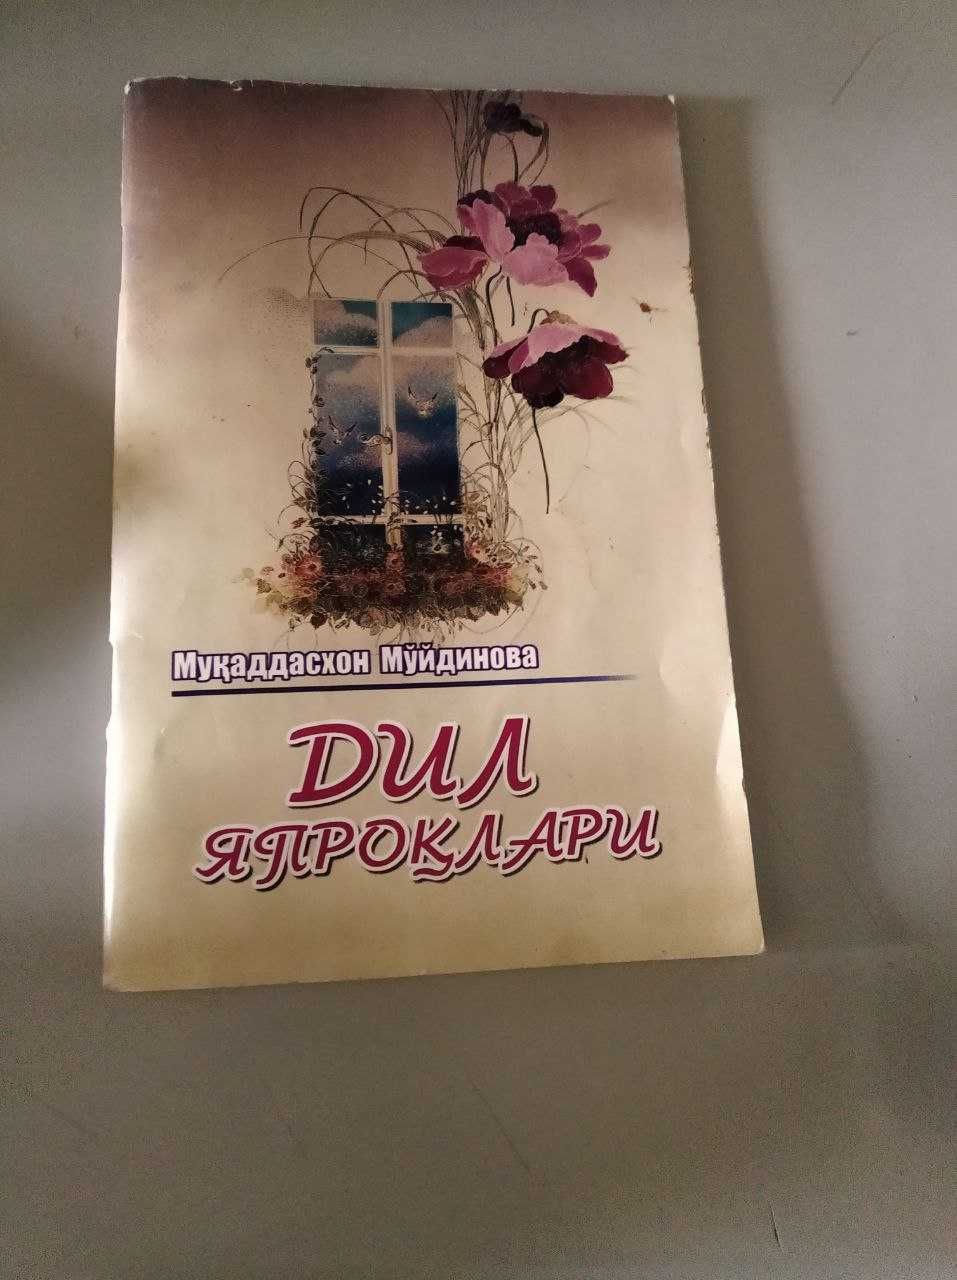 Муқаддасхон Мўйдинова
ДИЛ
ЯПРОҚЛАРИ